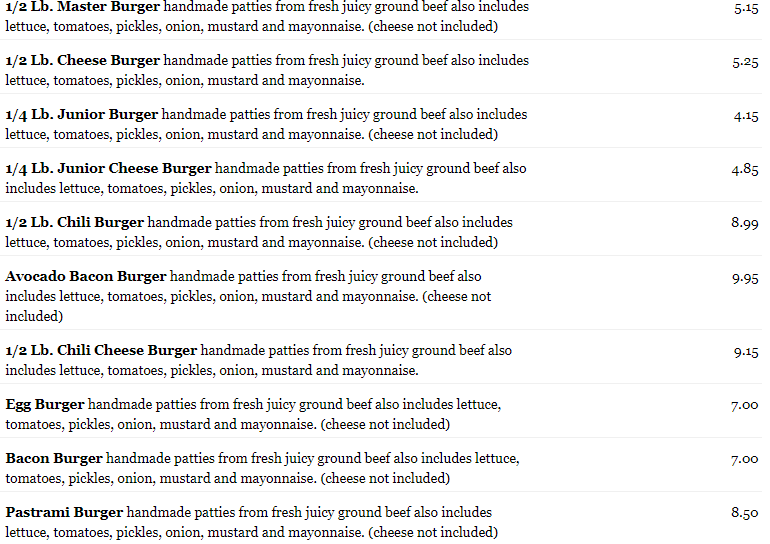 1/2 Lb. Master Burger handmade patties from fresh juicy ground beef also includes 5.15
lettuce, tomatoes, pickles, onion, mustard and mayonnaise. (cheese not included)
1/2 Lb. Cheese Burger handmade patties from fresh juicy ground beef also includes 5.25
lettuce, tomatoes, pickles, onion, mustard and mayonnaise.
1/4 Lb. Junior Burger handmade patties from fresh juicy ground beef also includes 4.15
lettuce, tomatoes, pickles, onion, mustard and mayonnaise. (cheese not included)
1/4 Lb. Junior Cheese Burger handmade patties from fresh juicy ground beef also 4.85
includes lettuce, tomatoes, pickles, onion, mustard and mayonnaise.
1/2 Lb. Chili Burger handmade patties from fresh juicy ground beef also includes 8.99
lettuce, tomatoes, pickles, onion, mustard and mayonnaise. (cheese not included)
Avocado Bacon Burger handmade patties from fresh juicy ground beef also 9.95
includes lettuce, tomatoes, pickles, onion, mustard and mayonnaise. (cheese not
included)
1/2 Lb. Chili Cheese Burger handmade patties from fresh juicy ground beef also 9.15
includes lettuce, tomatoes, pickles, onion, mustard and mayonnaise.
Egg Burger handmade patties from fresh juicy ground beef also includes lettuce, 7.00
tomatoes, pickles, onion, mustard and mayonnaise. (cheese not included)
Bacon Burger handmade patties from fresh juicy ground beef also includes lettuce, 7.00
tomatoes, pickles, onion, mustard and mayonnaise. (cheese not included)
Pastrami Burger handmade patties from fresh juicy ground beef also includes 8.50
lettuce, tomatoes, pickles, onion, mustard and mayonnaise. (cheese not included)